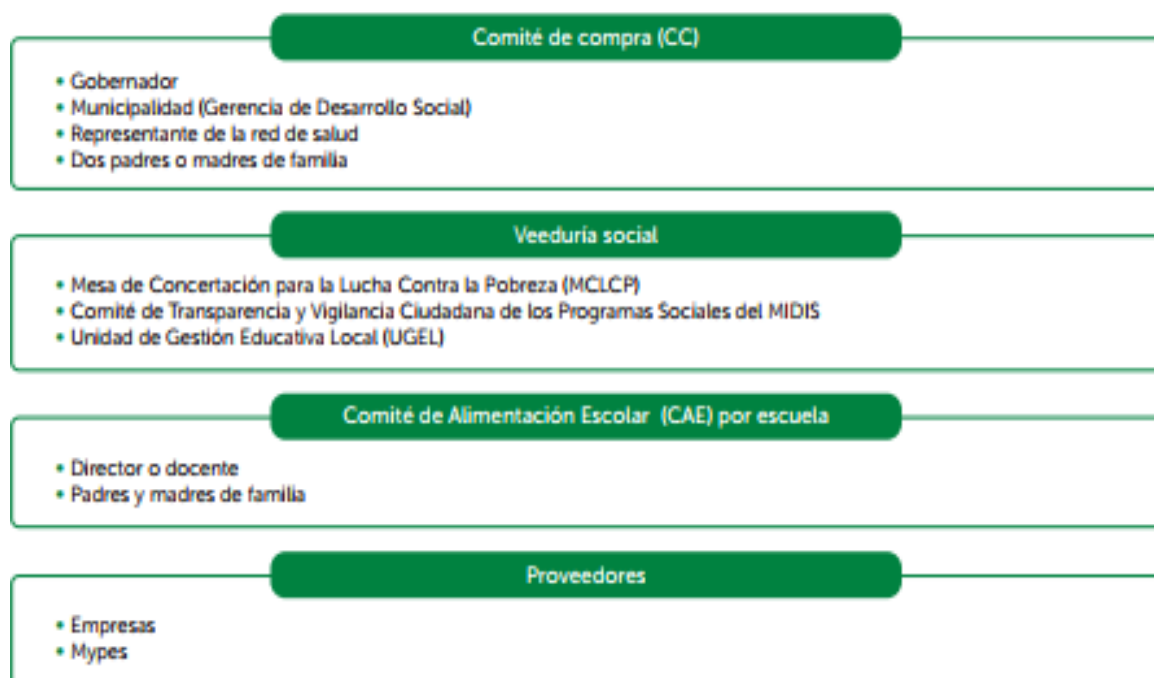 Comité de compra (CC)
• Gobernador
• Municipalidad (Gerencia de Desarrollo Social)
• Representante de la red de salud
• Dos padres o madres de familia
Veeduría social
• Mesa de Concertación para la Lucha Contra la Pobreza (MCLCP)
• Comité de Transparencia y Vigilancia Ciudadana de los Programas Sociales del MIDIS
• Unidad de Gestión Educativa Local (UGEL)
Comité de Alimentación Escolar (CAE) por escuela
• Director o docente
• Padres y madres de familia
Proveedores
• Empresas
• Mypes